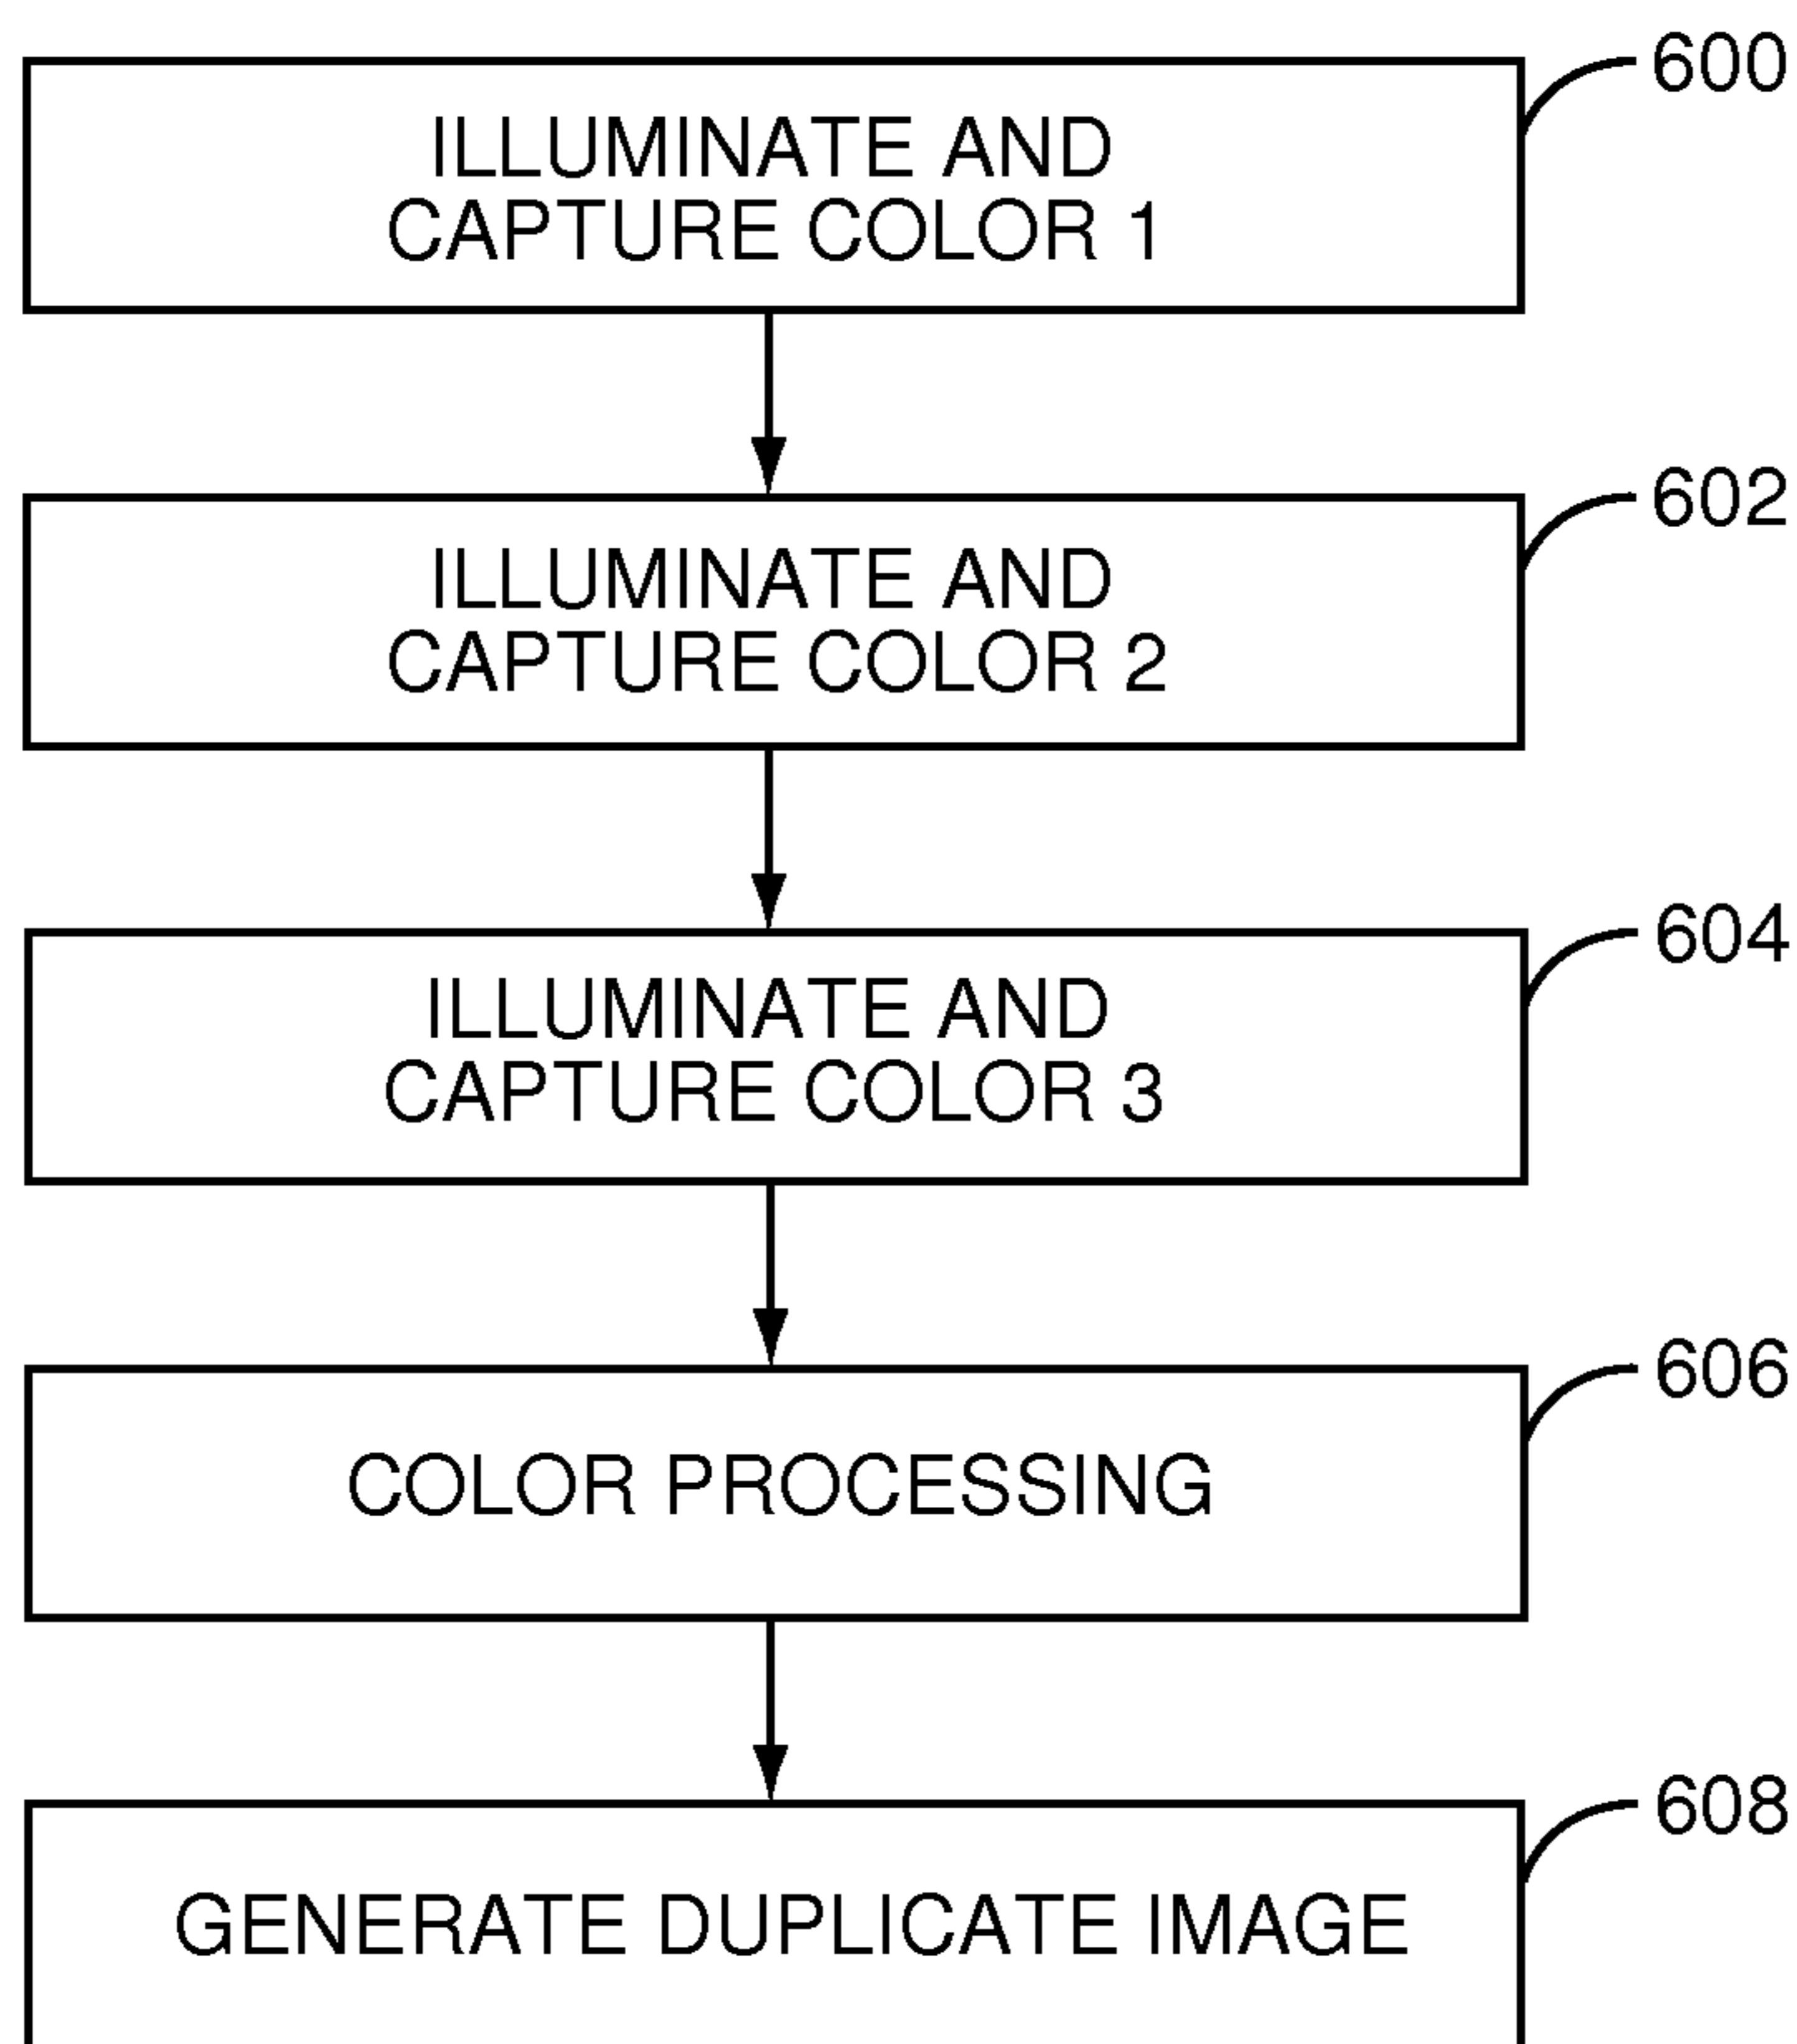 600
ILLUMINATE AND
CAPTURE COLOR 1
602
ILLUMINATE AND
CAPTURE COLOR 2
604
ILLUMINATE AND
CAPTURE COLOR 3
606
COLOR PROCESSING
608
GENERATE DUPLICATE IMAGE